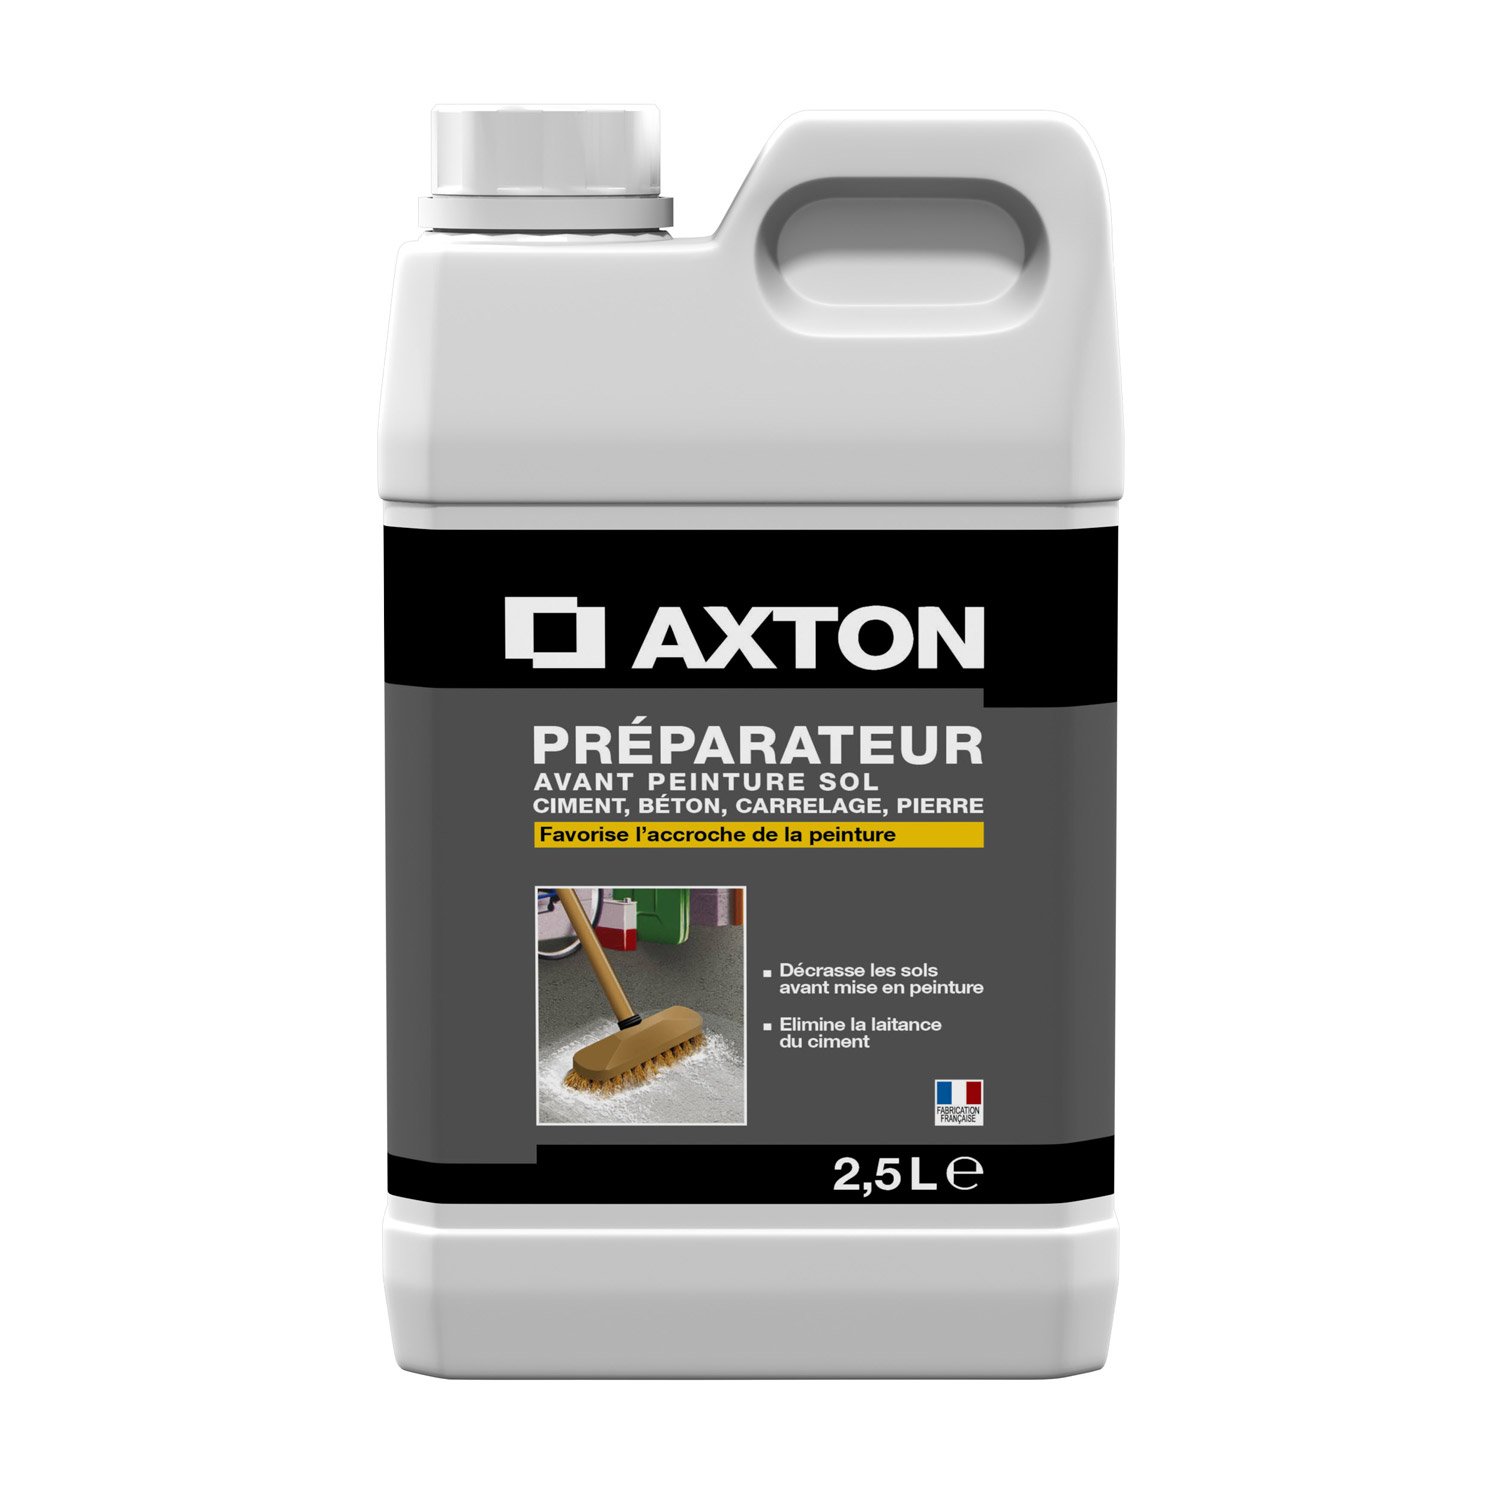 AXTON
PRÉPARATEUR
AVANT PEINTURE SOL
CIMENT, BÉTON, CARRELAGE, PIERRE
Favorise l'accroche de la peinture
▪ Décrasse les sols
avant mise en peinture
▪ Elimine la laitance
du ciment
FABRICATION
FRANÇAISE
2,5 L ℮